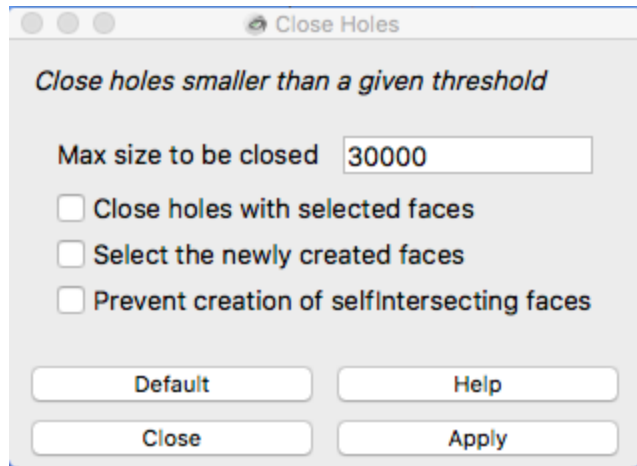 Close Holes
Close holes smaller than a given threshold
Max size to be closed 30000
Close holes with selected faces
Select the newly created faces
Prevent creation of selfIntersecting faces
Default Help
Close Apply